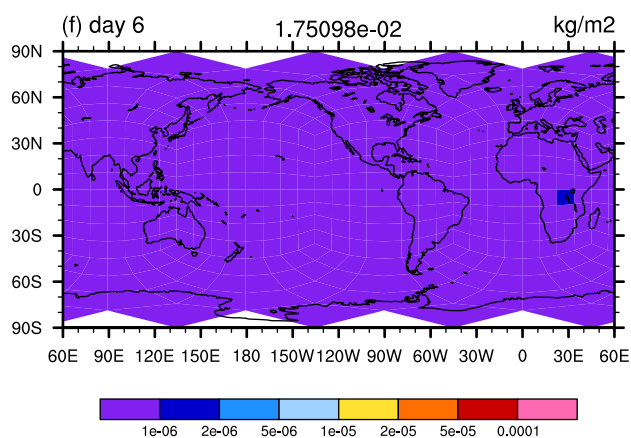 (f) day 6 1.75098e-02 kg/m2
90N
60N
30N
0
30S
60S
90S
60E 90E 120E 150E 180 150W 120W 90W 60W 30W 0 30E 60E
1e-06 2e-06 5e-06 1e-05 2e-05 5e-05 0.0001